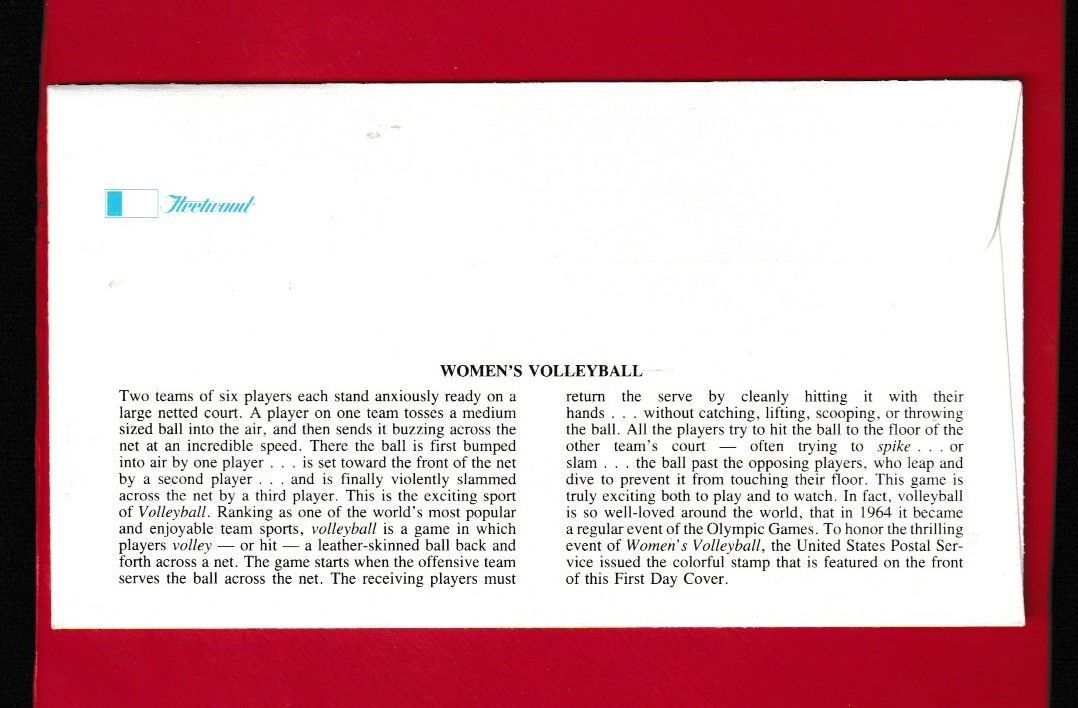 Fleetwood
WOMEN'S VOLLEYBALL
Two teams of six players each stand anxiously ready on a
large netted court. A player on one team tosses a medium
sized ball into the air, and then sends it buzzing across the
net at an incredible speed. There the ball is first bumped
into air by one player . . . is set toward the front of the net
by a second player . . . and is finally violently slammed
across the net by a third player. This is the exciting sport
of Volleyball. Ranking as one of the world's most popular
and enjoyable team sports, volleyball is a game in which
players volley — or hit — a leather-skinned ball back and
forth across a net. The game starts when the offensive team
serves the ball across the net. The receiving players must
return the serve by cleanly hitting it with their
hands . . . without catching, lifting, scooping, or throwing
the ball. All the players try to hit the ball to the floor of the
other team's court — often trying to spike . . . or
slam . . . the ball past the opposing players, who leap and
dive to prevent it from touching their floor. This game is
truly exciting both to play and to watch. In fact, volleyball
is so well-loved around the world, that in 1964 it became
a regular event of the Olympic Games. To honor the thrilling
event of Women's Volleyball, the United States Postal Ser-
vice issued the colorful stamp that is featured on the front
of this First Day Cover.